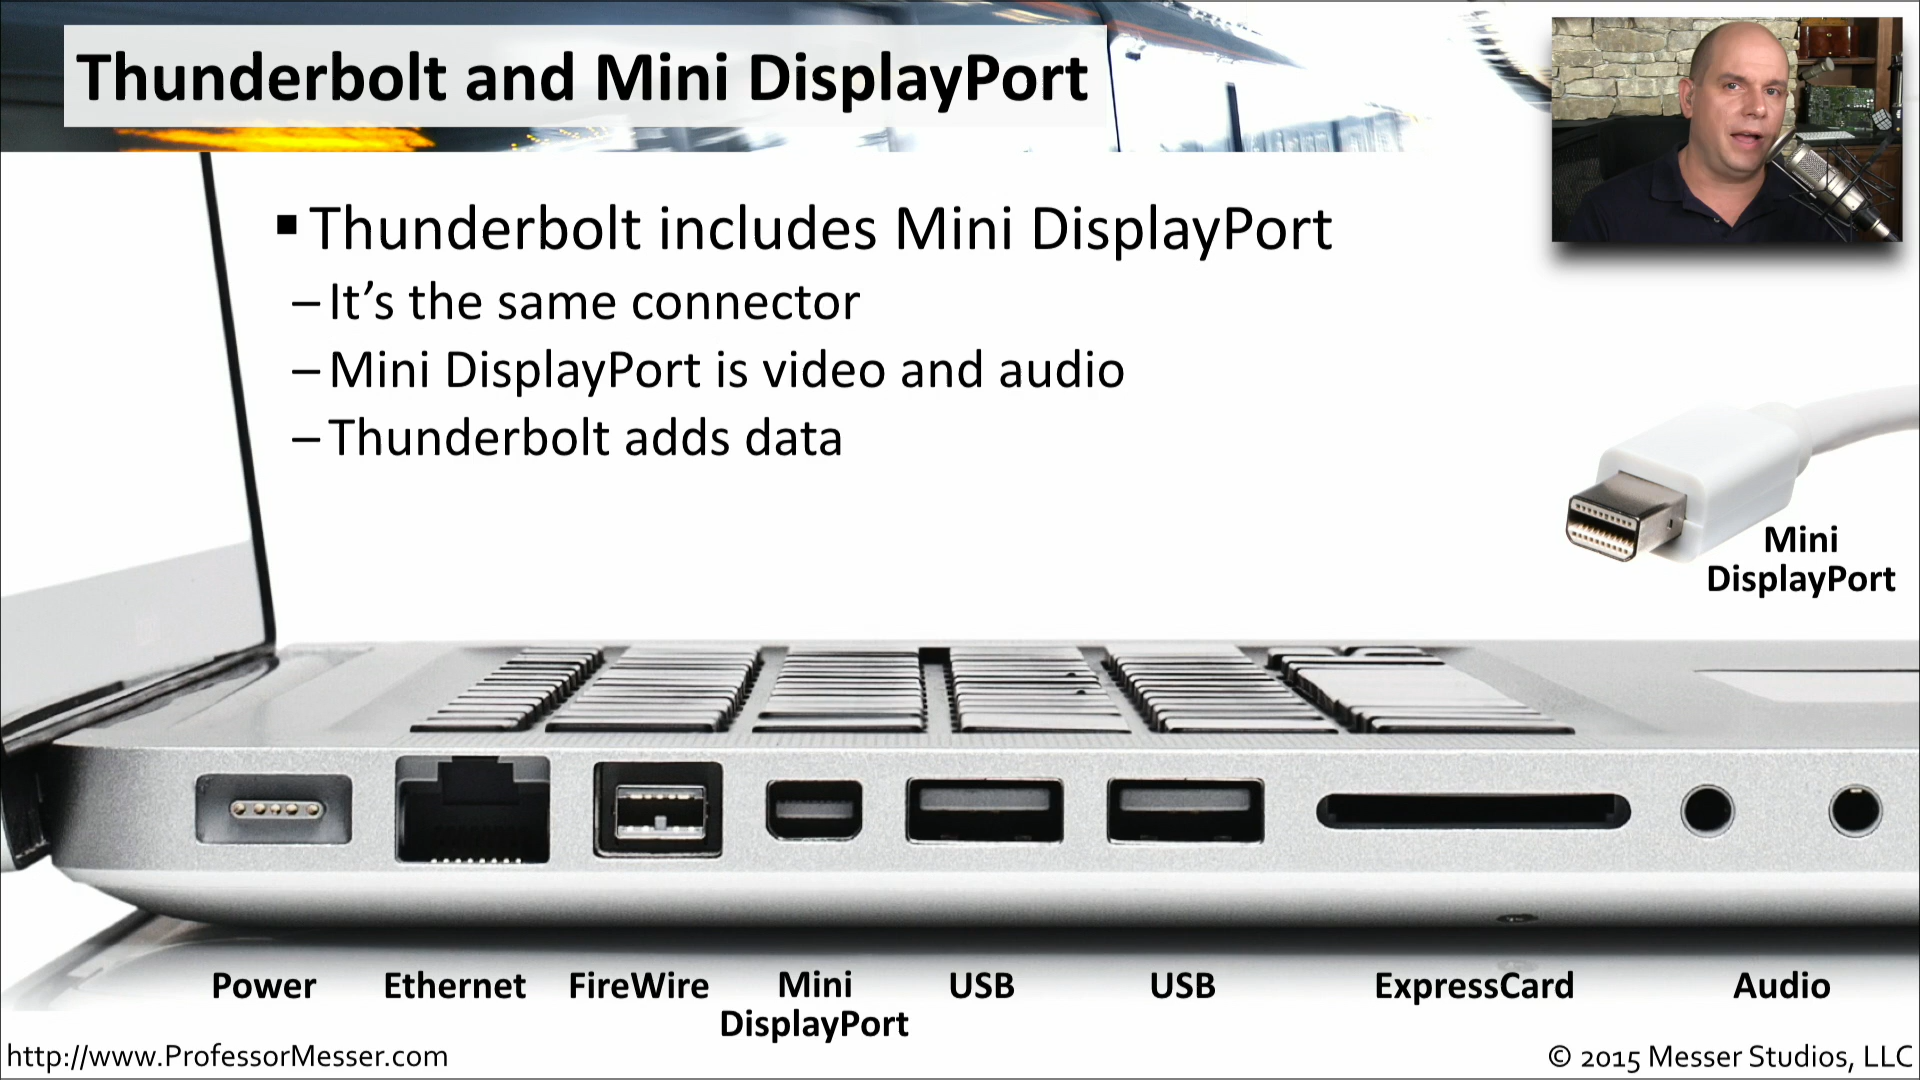 Thunderbolt and Mini DisplayPort
▪ Thunderbolt includes Mini DisplayPort
– It’s the same connector
– Mini DisplayPort is video and audio
– Thunderbolt adds data
Mini
DisplayPort
Power Ethernet FireWire Mini USB USB ExpressCard Audio
DisplayPort
http://www.ProfessorMesser.com © 2015 Messer Studios, LLC